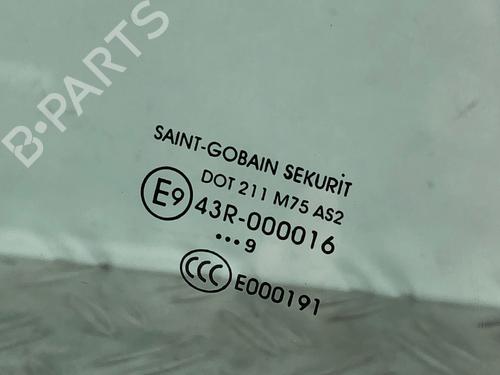 B-PARTS
SAINT-GOBAIN SEKURIT
DOT 211 M75 AS2
E9 43R-000016
...9
CCC E000191